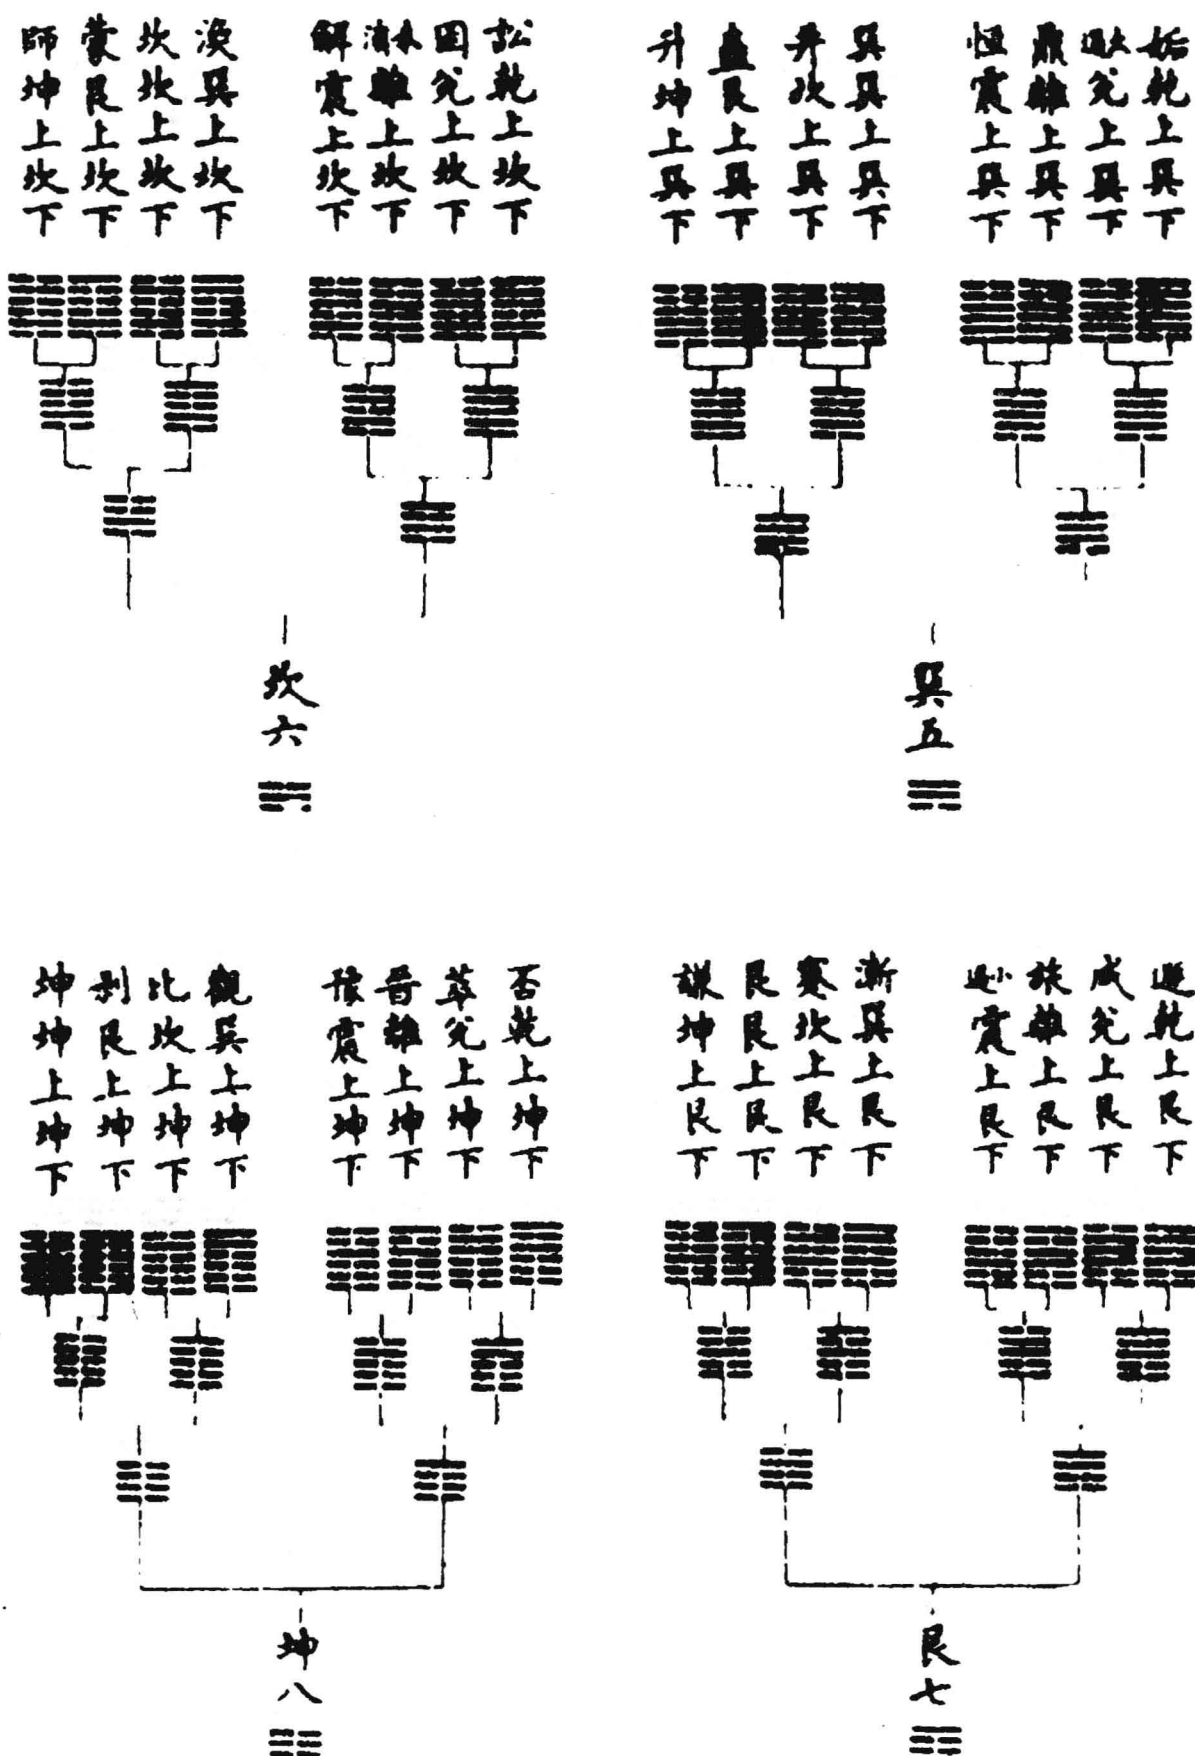 姤乾上巽下
大過兌上巽下
鼎離上巽下
恒震上巽下
巽巽上巽下
井坎上巽下
蠱艮上巽下
升坤上巽下
訟乾上坎下
困兌上坎下
未濟離上坎下
解震上坎下
渙巽上坎下
坎坎上坎下
蒙艮上坎下
師坤上坎下
巽五
坎六
遯乾上艮下
咸兌上艮下
旅離上艮下
小過震上艮下
漸巽上艮下
蹇坎上艮下
艮艮上艮下
謙坤上艮下
否乾上坤下
萃兌上坤下
晉離上坤下
豫震上坤下
觀巽上坤下
比坎上坤下
剝艮上坤下
坤坤上坤下
艮七
坤八